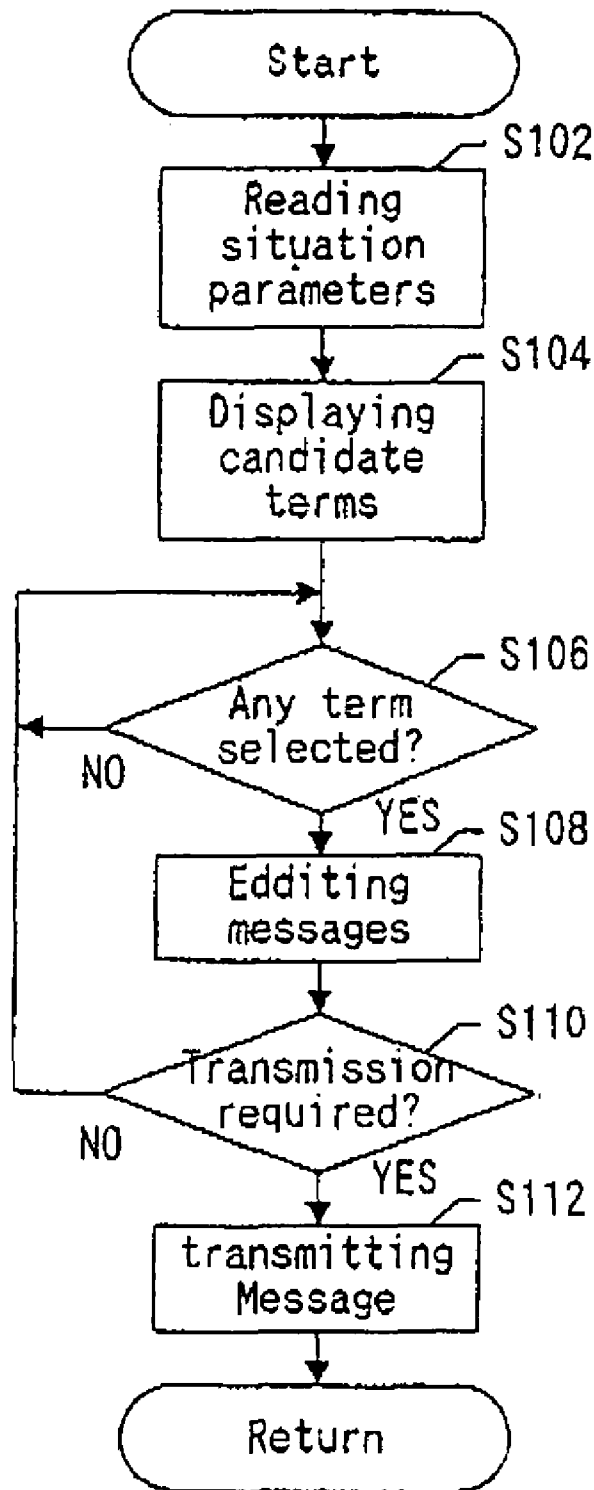 Start
S102
Reading
situation
parameters
S104
Displaying
candidate
terms
S106
Any term
selected?
NO
YES
S108
Edditing
messages
S110
Transmission
required?
NO
YES
S112
transmitting
Message
Return